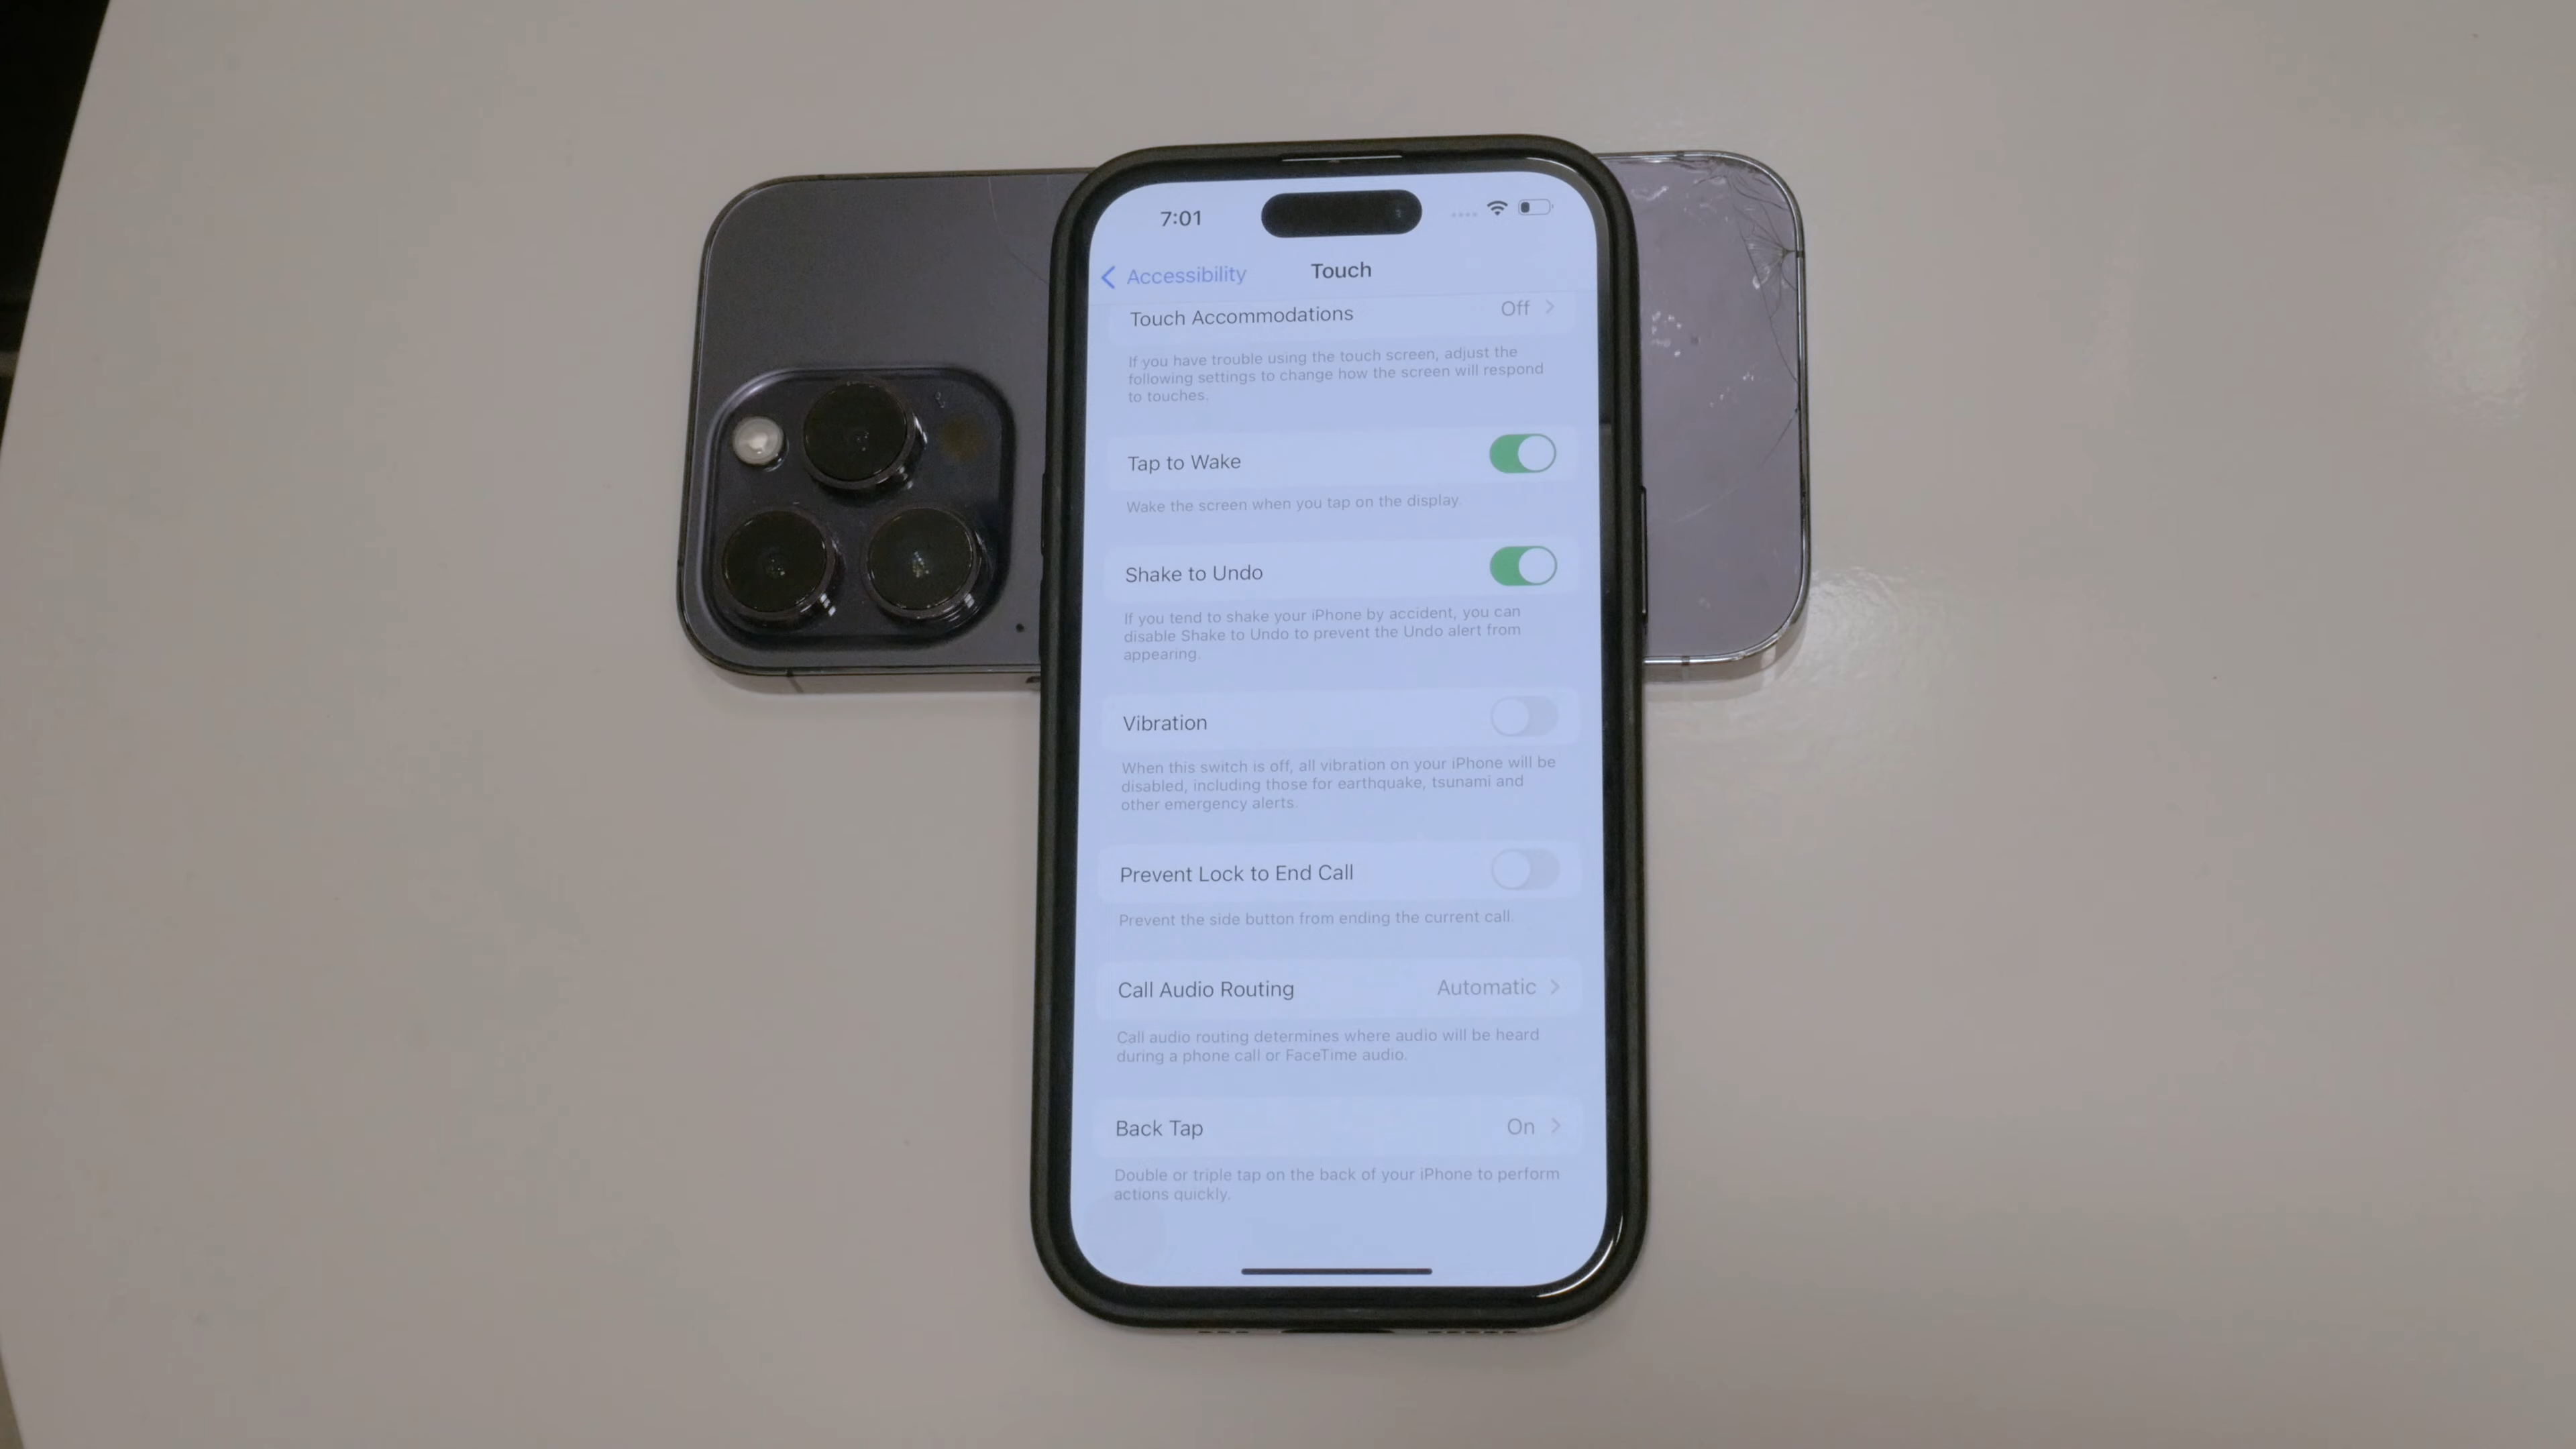 7:01
Accessibility
Touch
Touch Accommodations Off
If you have trouble using the touch screen, adjust the
following settings to change how the screen will respond
to touches.
Tap to Wake
Wake the screen when you tap on the display.
Shake to Undo
If you tend to shake your iPhone by accident, you can
disable Shake to Undo to prevent the Undo alert from
appearing.
Vibration
When this switch is off, all vibration on your iPhone will be
disabled, including those for earthquake, tsunami and
other emergency alerts.
Prevent Lock to End Call
Prevent the side button from ending the current call.
Call Audio Routing Automatic
Call audio routing determines where audio will be heard
during a phone call or FaceTime audio.
Back Tap On
Double or triple tap on the back of your iPhone to perform
actions quickly.